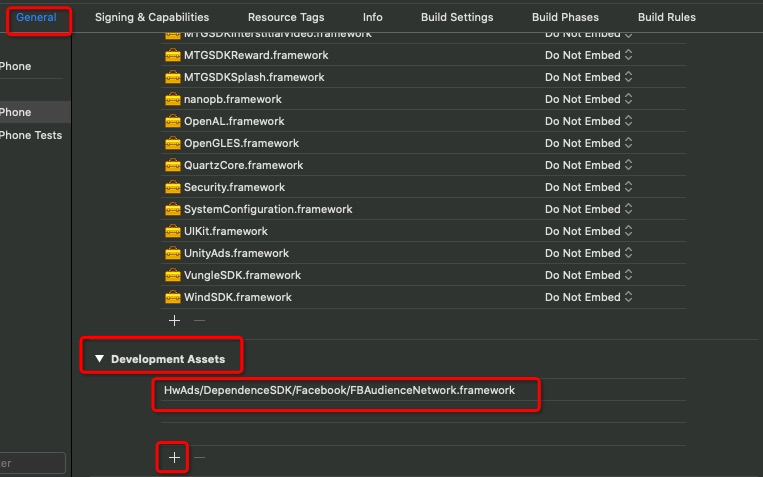 General Signing & Capabilities Resource Tags Info Build Settings Build Phases Build Rules
Phone
Phone
Phone Tests
MTGSDKInterstitialVideo.framework Do Not Embed
MTGSDKReward.framework Do Not Embed
MTGSDKSplash.framework Do Not Embed
nanopb.framework Do Not Embed
OpenAL.framework Do Not Embed
OpenGLES.framework Do Not Embed
QuartzCore.framework Do Not Embed
Security.framework Do Not Embed
SystemConfiguration.framework Do Not Embed
UIKit.framework Do Not Embed
UnityAds.framework Do Not Embed
VungleSDK.framework Do Not Embed
WindSDK.framework Do Not Embed
Development Assets
HwAds/DependenceSDK/Facebook/FBAudienceNetwork.framework
ter